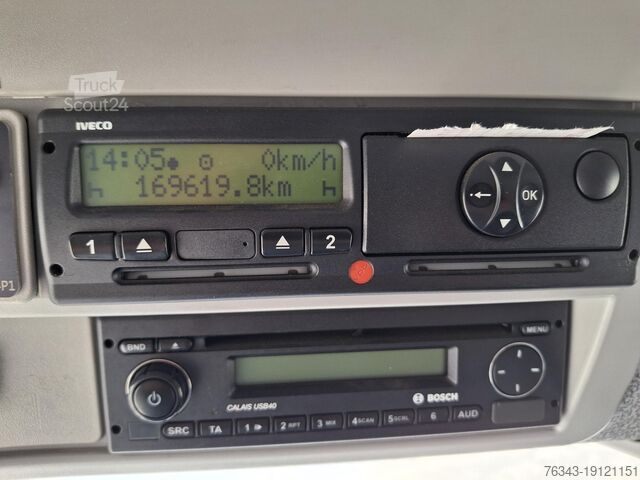 Truck
Scout24
IVECO
14:05 0km/h
169619.8km
1 2
OK
P1
BND
MENU
CALAIS USB40
BOSCH
SRC TA 1 2 RPT 3 MIX 4 SCAN 5 SCRL 6 AUD
76343-19121151